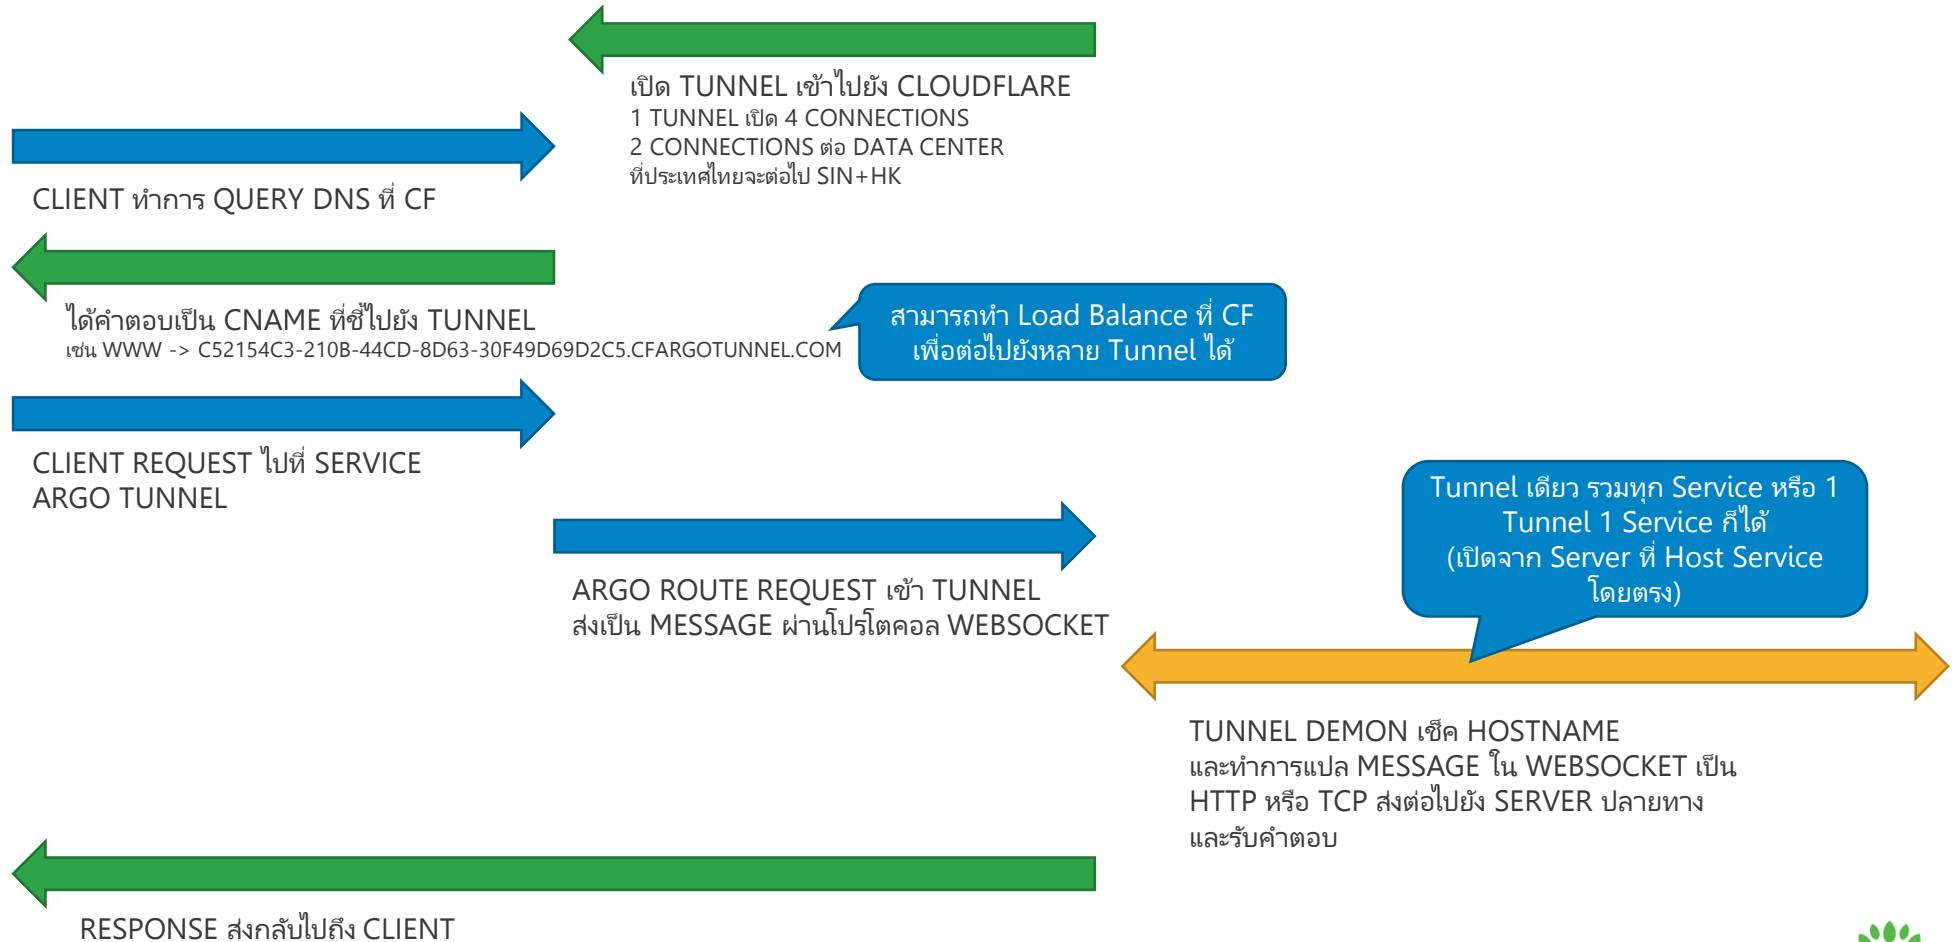 เปิด TUNNEL เข้าไปยัง CLOUDFLARE
1 TUNNEL เปิด 4 CONNECTIONS
2 CONNECTIONS ต่อ DATA CENTER
ที่ประเทศไทยจะต่อไป SIN+HK
CLIENT ทำการ QUERY DNS ที่ CF
ได้คำตอบเป็น CNAME ที่ชี้ไปยัง TUNNEL
เช่น WWW -> C52154C3-210B-44CD-8D63-30F49D69D2C5.CFARGOTUNNEL.COM
สามารถทำ Load Balance ที่ CF
เพื่อต่อไปยังหลาย Tunnel ได้
CLIENT REQUEST ไปที่ SERVICE
ARGO TUNNEL
Tunnel เดียว รวมทุก Service หรือ 1
Tunnel 1 Service ก็ได้
(เปิดจาก Server ที่ Host Service
โดยตรง)
ARGO ROUTE REQUEST เข้า TUNNEL
ส่งเป็น MESSAGE ผ่านโปรโตคอล WEBSOCKET
TUNNEL DEMON เช็ค HOSTNAME
และทำการแปล MESSAGE ใน WEBSOCKET เป็น
HTTP หรือ TCP ส่งต่อไปยัง SERVER ปลายทาง
และรับคำตอบ
RESPONSE ส่งกลับไปถึง CLIENT